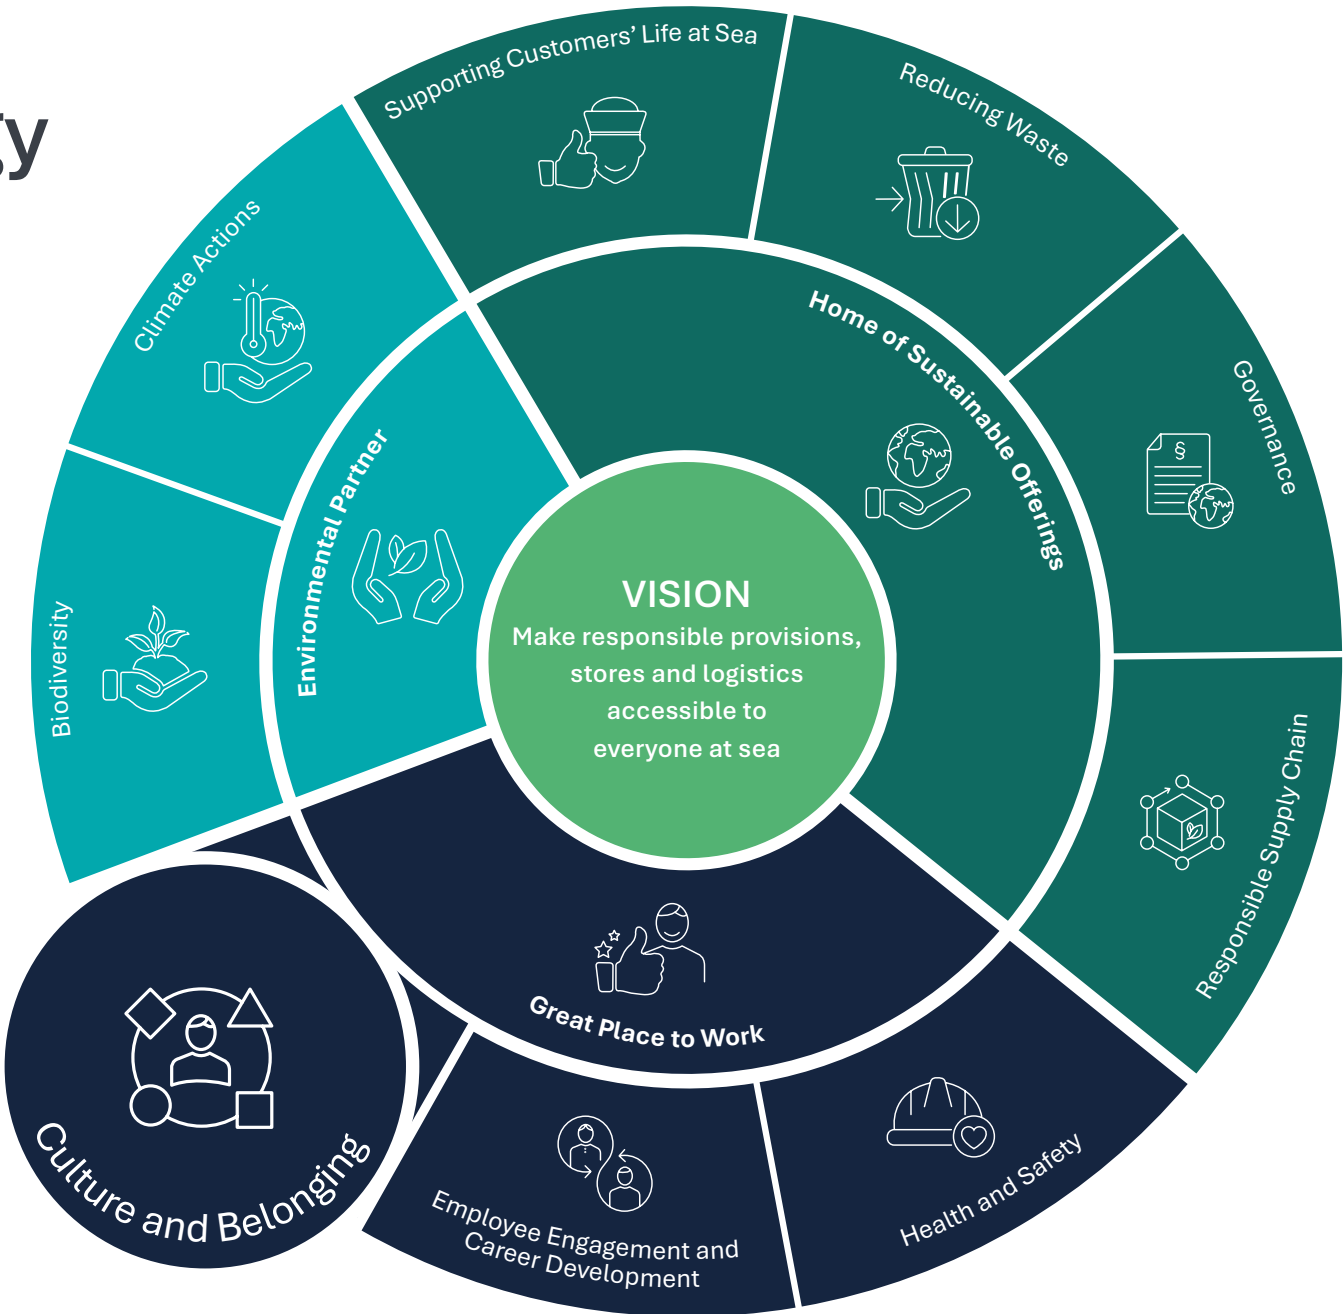 gy
Supporting Customers’ Life at Sea
Reducing Waste
Governance
Responsible Supply Chain
Home of Sustainable Offerings
Climate Actions
Biodiversity
Environmental Partner
VISION
Make responsible provisions,
stores and logistics
accessible to
everyone at sea
Great Place to Work
Culture and Belonging
Employee Engagement and
Career Development
Health and Safety
§